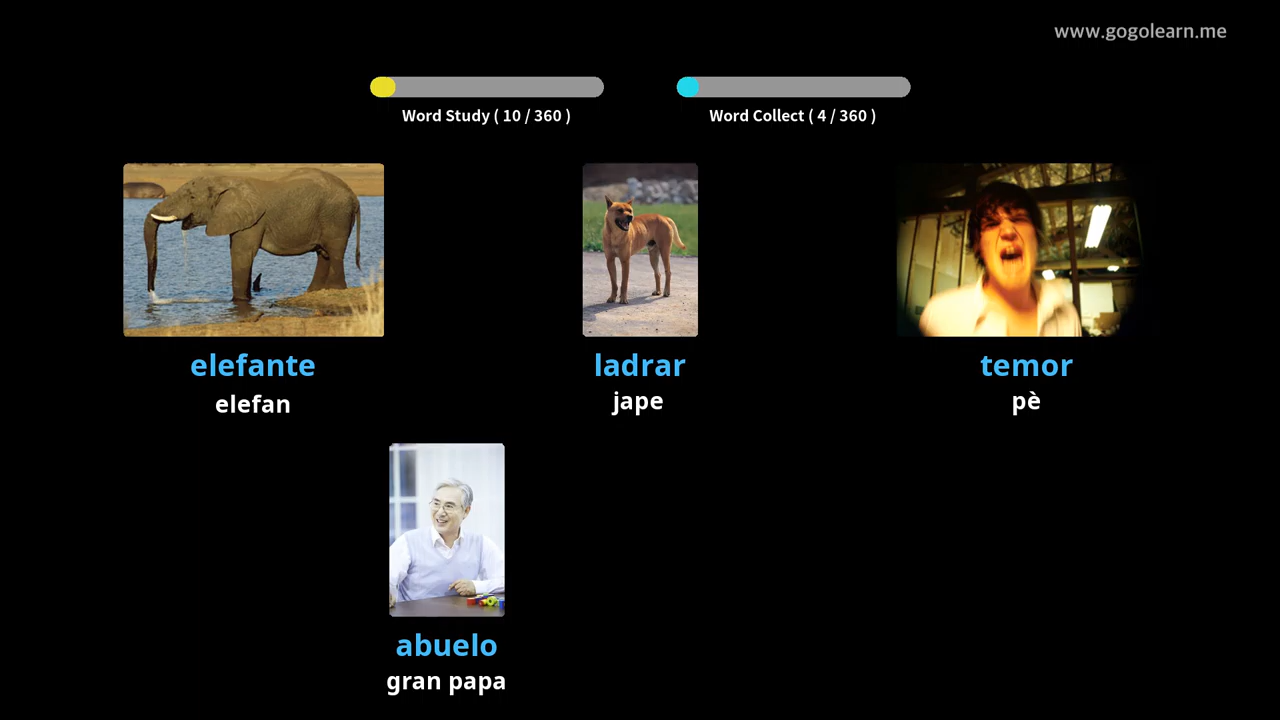 www.gogolearn.me
Word Study ( 10 / 360 )
Word Collect ( 4 / 360 )
elefante
elefan
ladrar
jape
temor
pè
abuelo
gran papa